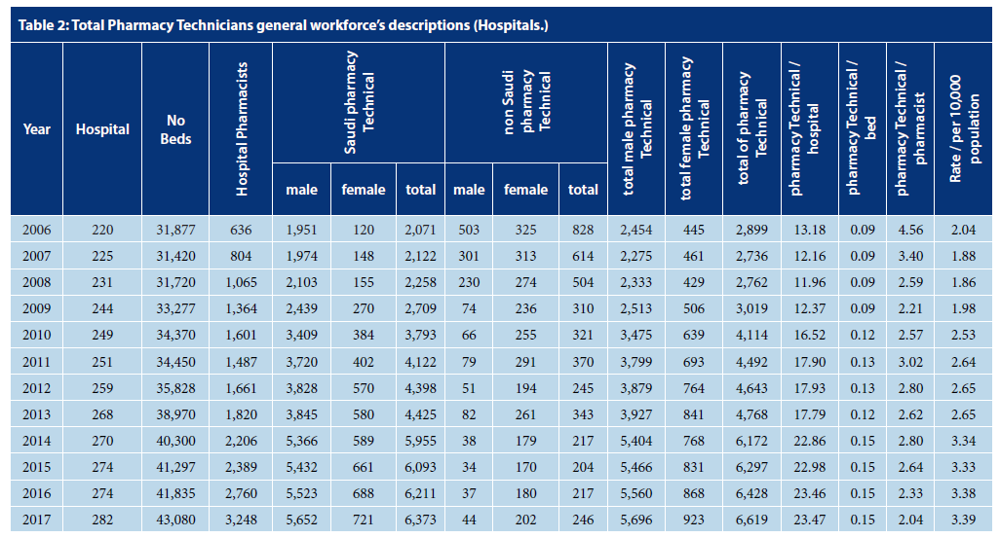 Table 2: Total Pharmacy Technicians general workforce's descriptions (Hospitals.)
Year Hospital No Beds Hospital Pharmacists Saudi pharmacy Technical non Saudi pharmacy Technical total male pharmacy Technical total female pharmacy Technical total of pharmacy Technical pharmacy Technical / hospital pharmacy Technical / bed pharmacy Technical / pharmacist Rate / per 10,000 population
male female total male female total
2006 220 31,877 636 1,951 120 2,071 503 325 828 2,454 445 2,899 13.18 0.09 4.56 2.04
2007 225 31,420 804 1,974 148 2,122 301 313 614 2,275 461 2,736 12.16 0.09 3.40 1.88
2008 231 31,720 1,065 2,103 155 2,258 230 274 504 2,333 429 2,762 11.96 0.09 2.59 1.86
2009 244 33,277 1,364 2,439 270 2,709 74 236 310 2,513 506 3,019 12.37 0.09 2.21 1.98
2010 249 34,370 1,601 3,409 384 3,793 66 255 321 3,475 639 4,114 16.52 0.12 2.57 2.53
2011 251 34,450 1,487 3,720 402 4,122 79 291 370 3,799 693 4,492 17.90 0.13 3.02 2.64
2012 259 35,828 1,661 3,828 570 4,398 51 194 245 3,879 764 4,643 17.93 0.13 2.80 2.65
2013 268 38,970 1,820 3,845 580 4,425 82 261 343 3,927 841 4,768 17.79 0.12 2.62 2.65
2014 270 40,300 2,206 5,366 589 5,955 38 179 217 5,404 768 6,172 22.86 0.15 2.80 3.34
2015 274 41,297 2,389 5,432 661 6,093 34 170 204 5,466 831 6,297 22.98 0.15 2.64 3.33
2016 274 41,835 2,760 5,523 688 6,211 37 180 217 5,560 868 6,428 23.46 0.15 2.33 3.38
2017 282 43,080 3,248 5,652 721 6,373 44 202 246 5,696 923 6,619 23.47 0.15 2.04 3.39